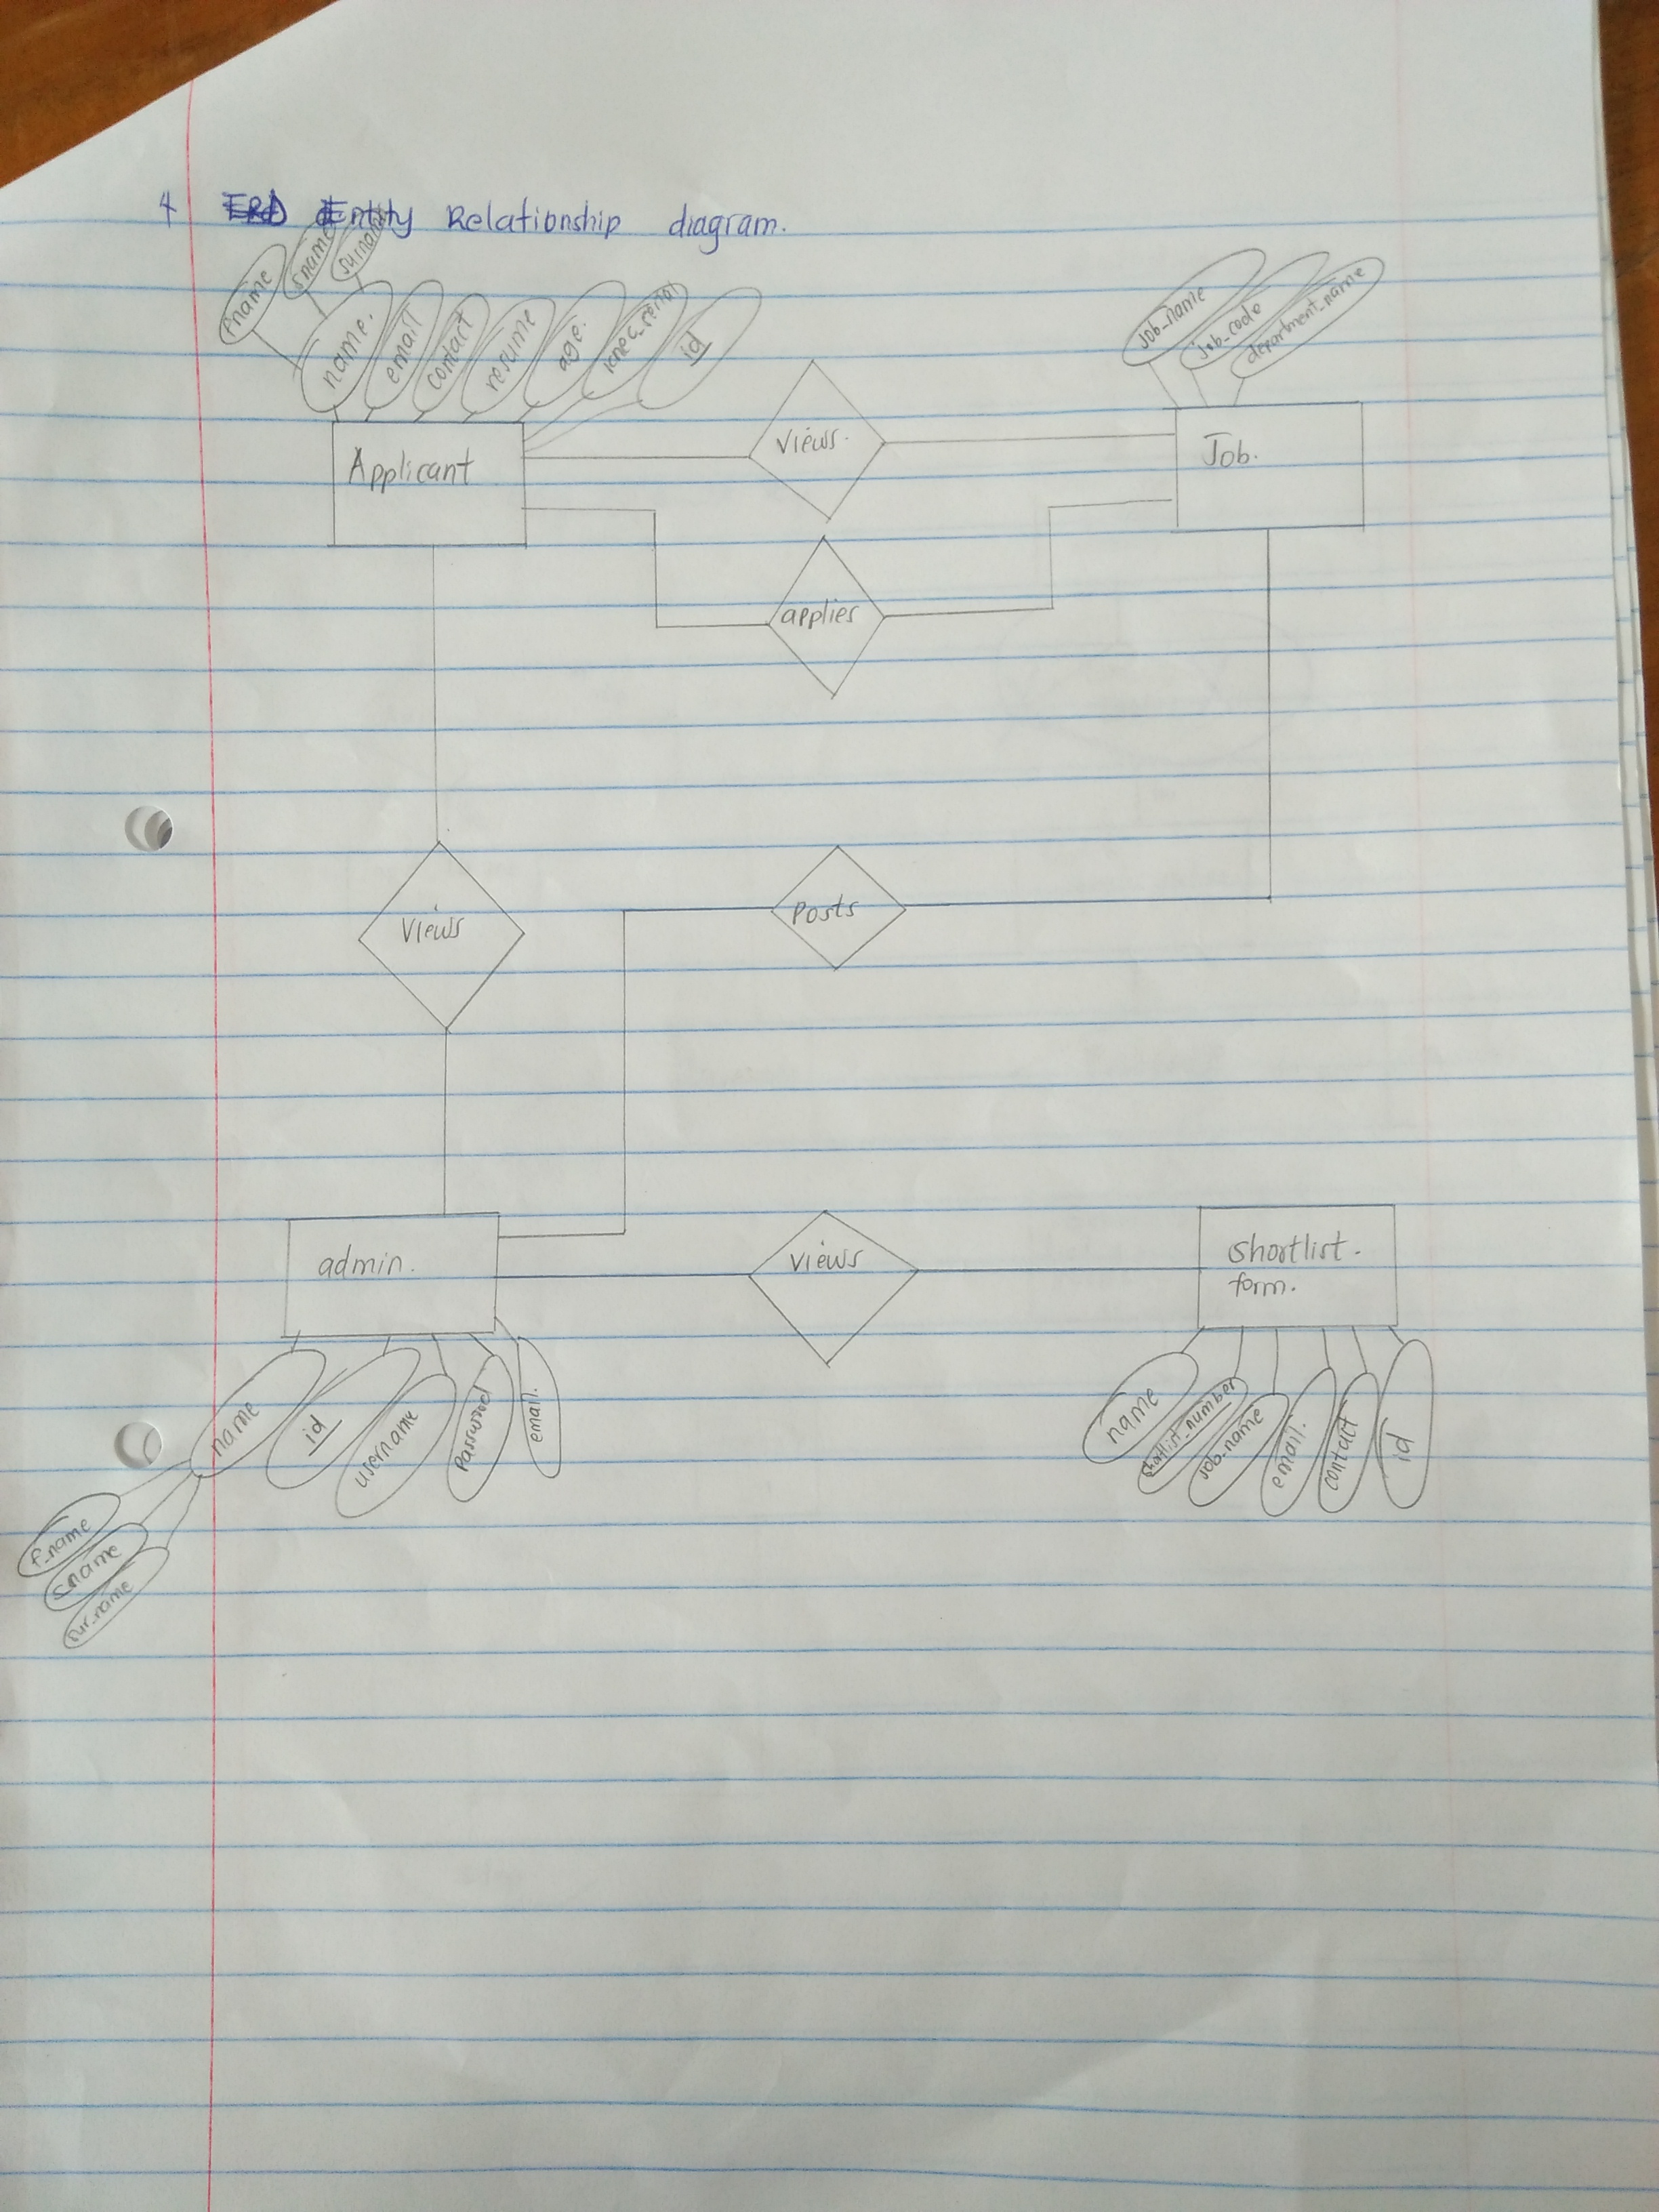 4 ERD Entity Relationship diagram.
fname
sname
surname
name.
email
contact
resume
age.
id
job_name
job_code
department_name
Applicant
views.
Job.
applies
views
posts
admin.
views
shortlist.
form.
name
id
username
password
email.
f_name
s_name
sur_name
name
shortlist_number
job_name
email.
contact
id